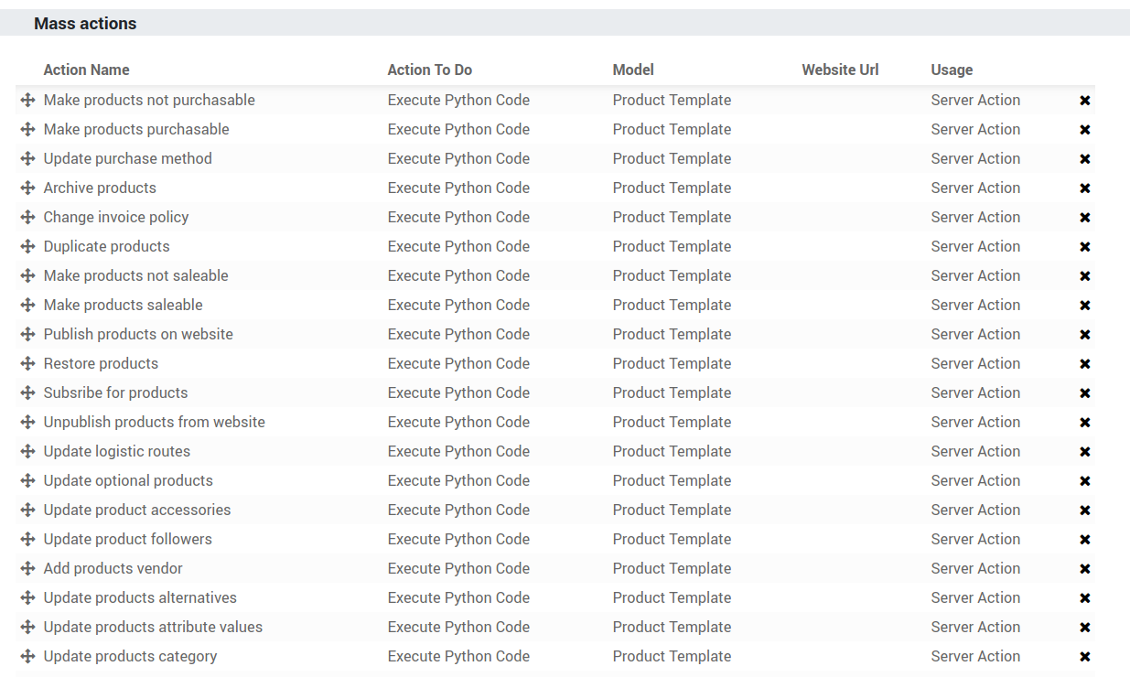 Mass actions
Action Name Action To Do Model Website Url Usage
Make products not purchasable Execute Python Code Product Template Server Action
Make products purchasable Execute Python Code Product Template Server Action
Update purchase method Execute Python Code Product Template Server Action
Archive products Execute Python Code Product Template Server Action
Change invoice policy Execute Python Code Product Template Server Action
Duplicate products Execute Python Code Product Template Server Action
Make products not saleable Execute Python Code Product Template Server Action
Make products saleable Execute Python Code Product Template Server Action
Publish products on website Execute Python Code Product Template Server Action
Restore products Execute Python Code Product Template Server Action
Subsribe for products Execute Python Code Product Template Server Action
Unpublish products from website Execute Python Code Product Template Server Action
Update logistic routes Execute Python Code Product Template Server Action
Update optional products Execute Python Code Product Template Server Action
Update product accessories Execute Python Code Product Template Server Action
Update product followers Execute Python Code Product Template Server Action
Add products vendor Execute Python Code Product Template Server Action
Update products alternatives Execute Python Code Product Template Server Action
Update products attribute values Execute Python Code Product Template Server Action
Update products category Execute Python Code Product Template Server Action